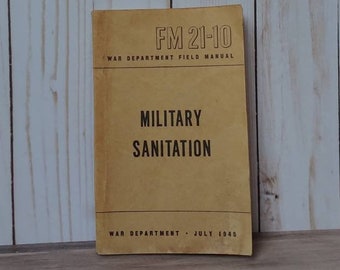 FM 21-10
WAR DEPARTMENT FIELD MANUAL
MILITARY
SANITATION
WAR DEPARTMENT • JULY 1945